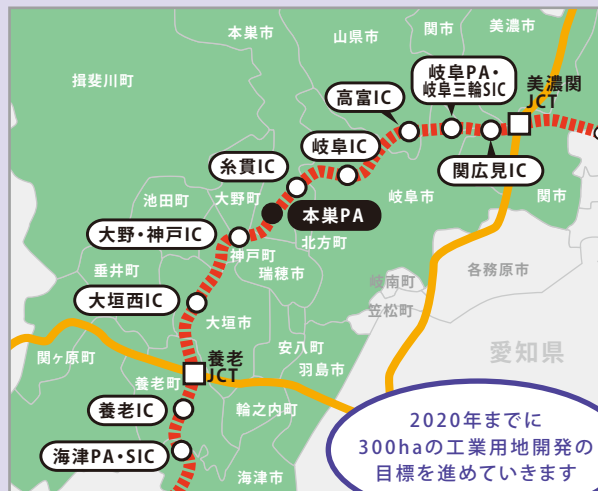 本巣市
山県市
関市
美濃市
揖斐川町
岐阜PA・
岐阜三輪SIC
美濃関
JCT
高富IC
岐阜IC
関広見IC
糸貫IC
池田町
大野町
岐阜市
関市
本巣PA
大野・神戸IC
神戸町
北方町
垂井町
瑞穂市
各務原市
岐南町
笠松町
大垣西IC
大垣市
安八町
愛知県
関ヶ原町
養老
JCT
羽島市
養老町
養老IC
輪之内町
海津PA・SIC
海津市
2020年までに
300haの工業用地開発の
目標を進めていきます